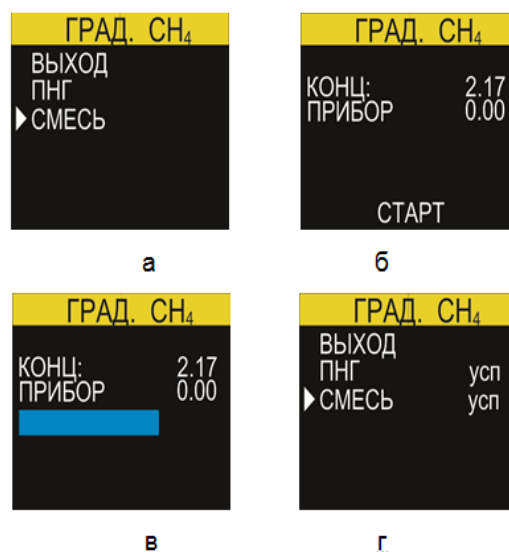 ГРАД. CH₄
ВЫХОД
ПНГ
СМЕСЬ
а
ГРАД. CH₄
КОНЦ: 2.17
ПРИБОР 0.00
СТАРТ
б
ГРАД. CH₄
КОНЦ: 2.17
ПРИБОР 0.00
в
ГРАД. CH₄
ВЫХОД
ПНГ усп
СМЕСЬ усп
г